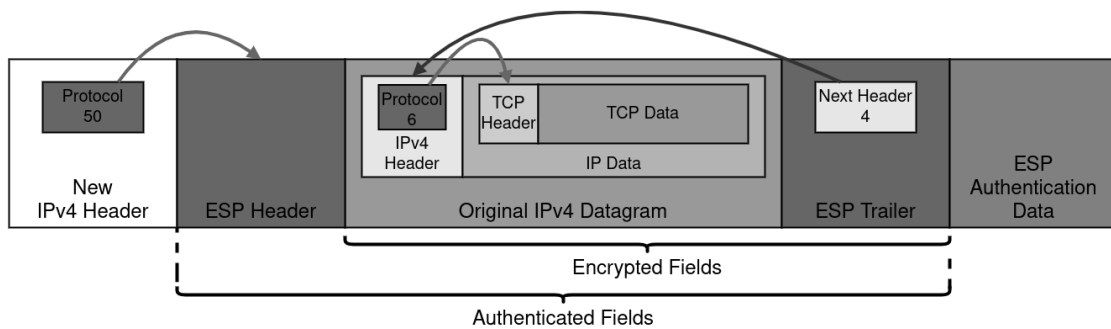 Protocol
50
New
IPv4 Header
ESP Header
Protocol
6
IPv4
Header
TCP
Header
TCP Data
IP Data
Original IPv4 Datagram
Next Header
4
ESP Trailer
ESP
Authentication
Data
Encrypted Fields
Authenticated Fields